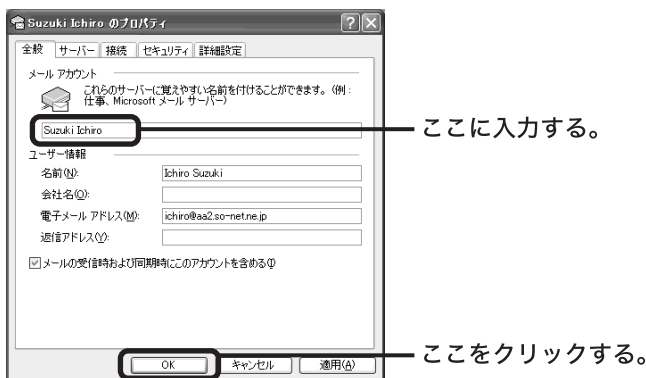 Suzuki Ichiro のプロパティ
全般 サーバー 接続 セキュリティ 詳細設定
メール アカウント
これらのサーバーに覚えやすい名前を付けることができます。(例:
仕事、Microsoft メール サーバー)
Suzuki Ichiro
ここに入力する。
ユーザー情報
名前(N): Ichiro Suzuki
会社名(O):
電子メール アドレス(M): ichiro@aa2.so-net.ne.jp
返信アドレス(Y):
メールの受信時および同期時にこのアカウントを含める(I)
OK キャンセル 適用(A)
ここをクリックする。